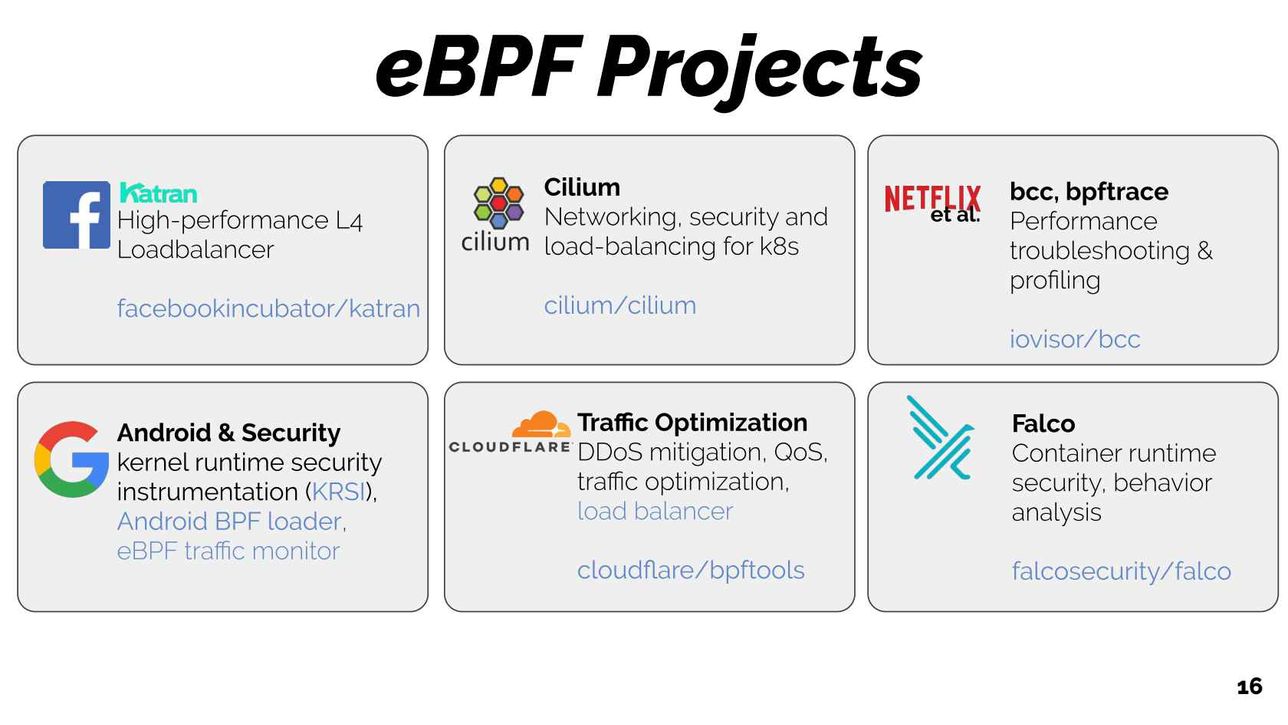 eBPF Projects
Katran
High-performance L4
Loadbalancer
facebookincubator/katran
cilium
Cilium
Networking, security and
load-balancing for k8s
cilium/cilium
NETFLIX
et al.
bcc, bpftrace
Performance
troubleshooting &
profiling
iovisor/bcc
Android & Security
kernel runtime security
instrumentation (KRSI),
Android BPF loader,
eBPF traffic monitor
CLOUDFLARE
Traffic Optimization
DDoS mitigation, QoS,
traffic optimization,
load balancer
cloudflare/bpftools
Falco
Container runtime
security, behavior
analysis
falcosecurity/falco
16